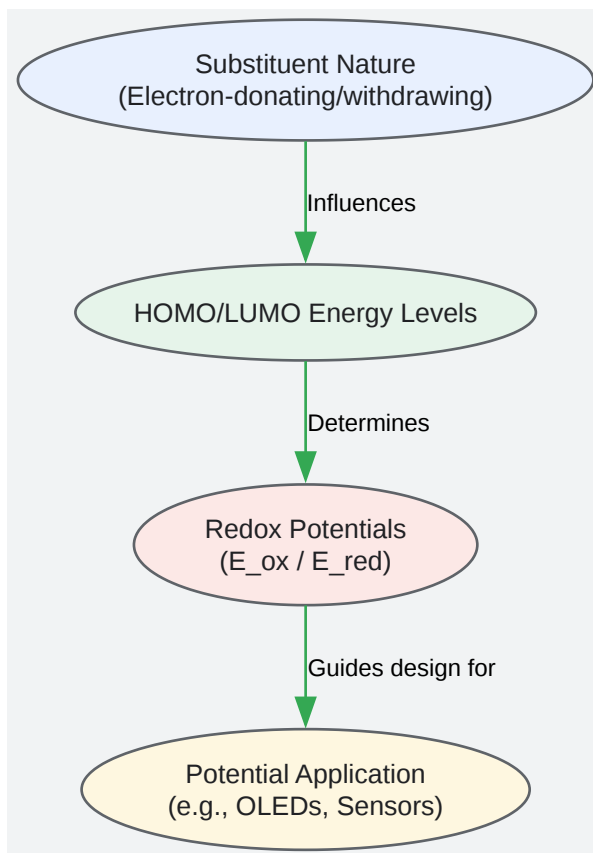 Substituent Nature
(Electron-donating/withdrawing)
Influences
HOMO/LUMO Energy Levels
Determines
Redox Potentials
(E_ox / E_red)
Guides design for
Potential Application
(e.g., OLEDs, Sensors)